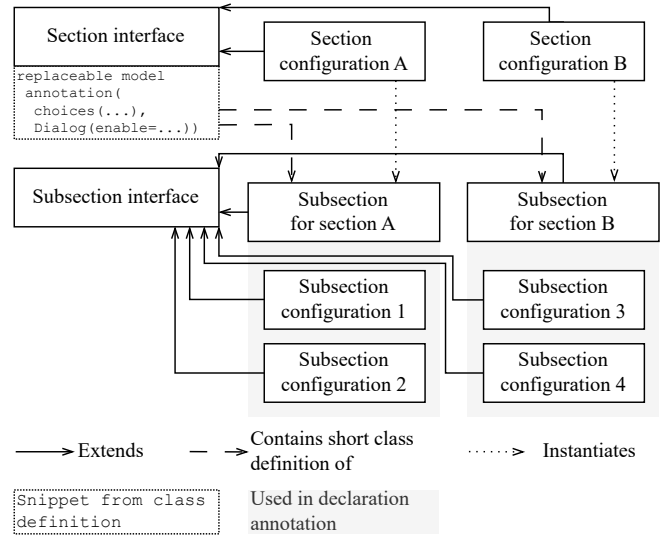 Section interface
Section
configuration A
Section
configuration B
replaceable model
annotation(
choices(...),
Dialog(enable=...))
Subsection interface
Subsection
for section A
Subsection
for section B
Subsection
configuration 1
Subsection
configuration 3
Subsection
configuration 2
Subsection
configuration 4
Extends
Contains short class
definition of
Instantiates
Snippet from class
definition
Used in declaration
annotation